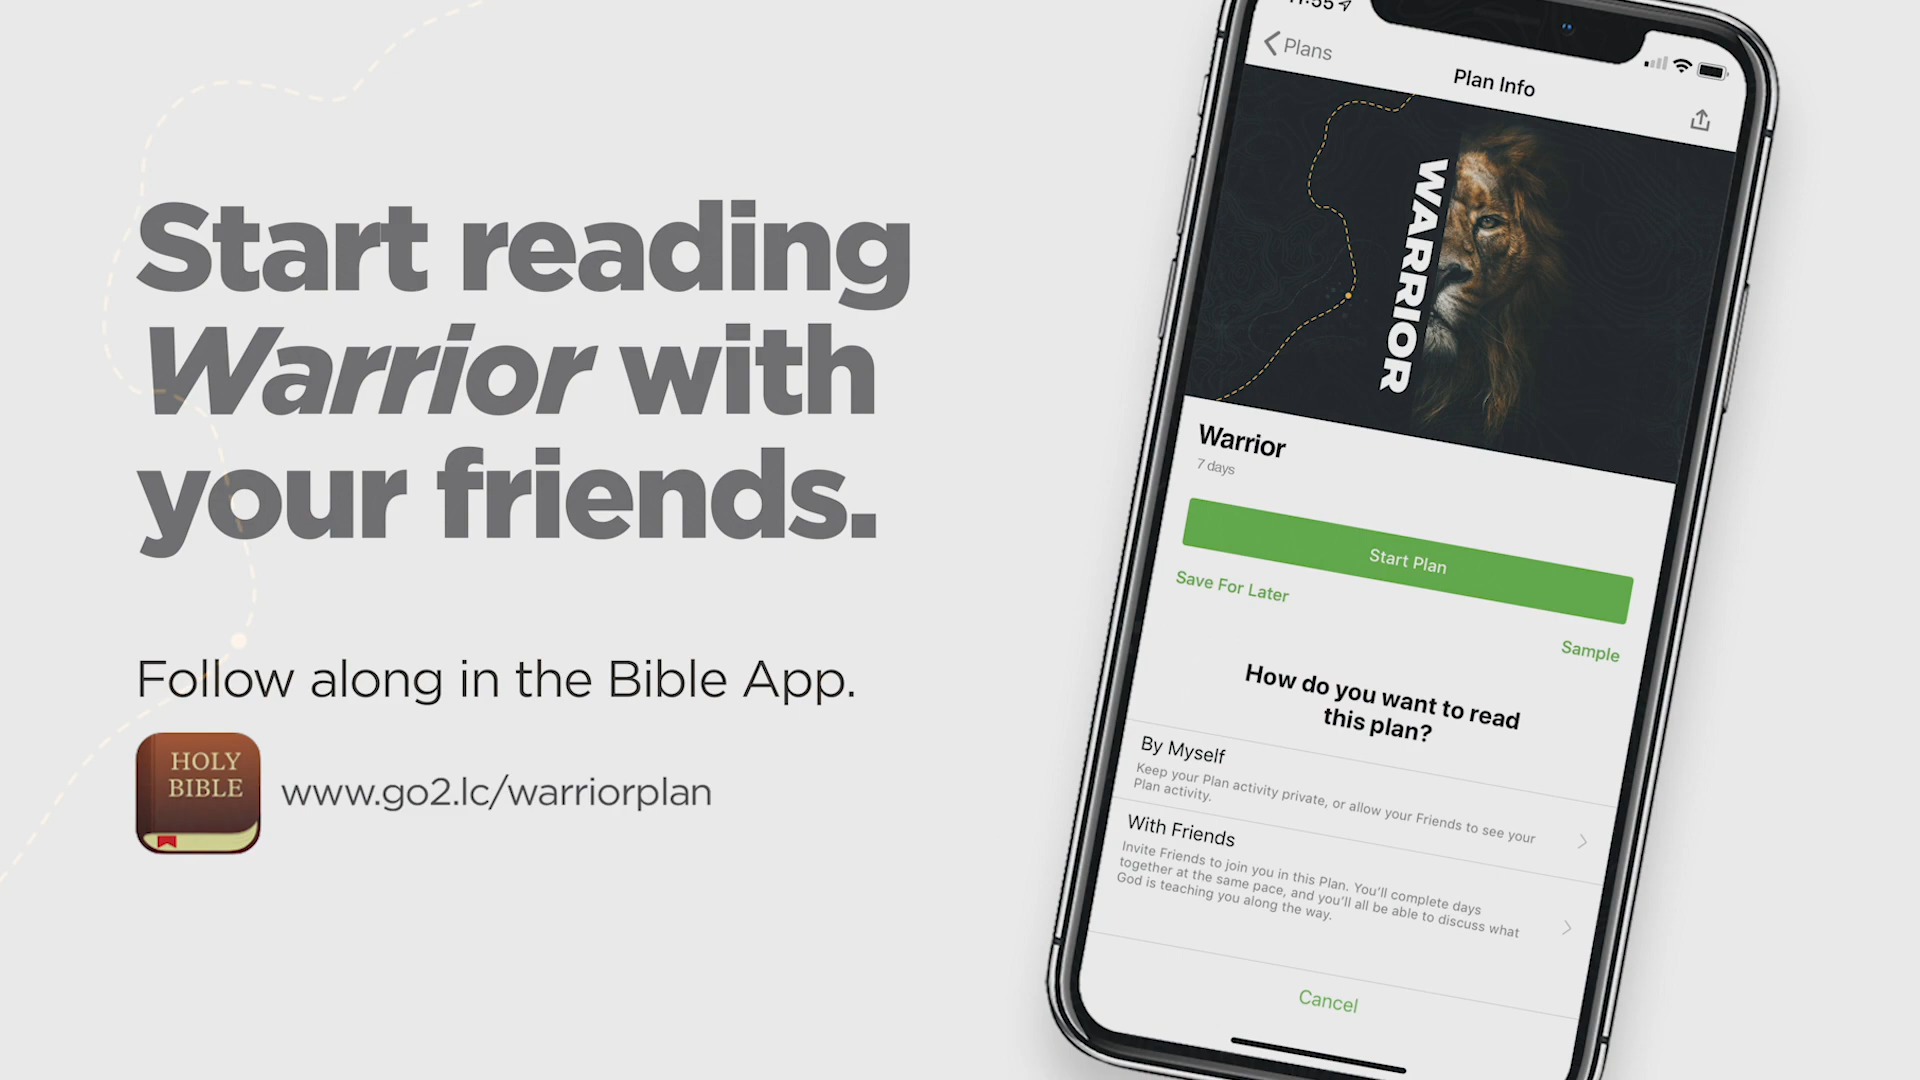 Start reading
Warrior with
your friends.
Follow along in the Bible App.
HOLY
BIBLE
www.go2.lc/warriorplan
11:55
Plans
Plan Info
WARRIOR
Warrior
7 days
Start Plan
Save For Later
Sample
How do you want to read
this plan?
By Myself
Keep your Plan activity private, or allow your Friends to see your
Plan activity.
With Friends
Invite Friends to join you in this Plan. You'll complete days
together at the same pace, and you'll all be able to discuss what
God is teaching you along the way.
Cancel